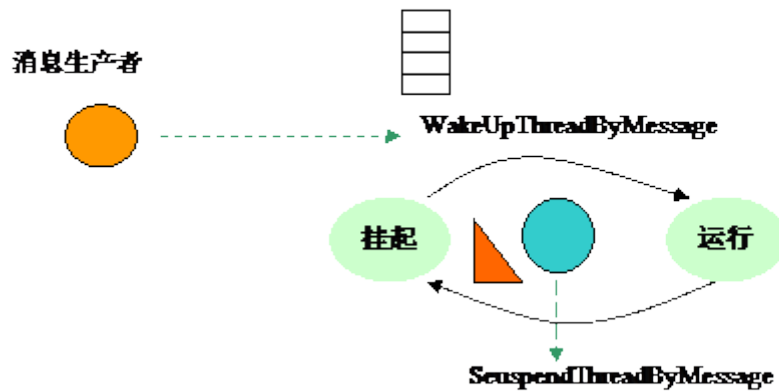 消息生产者
WakeUpThreadByMessage
挂起
运行
SeuspendThreadByMessage